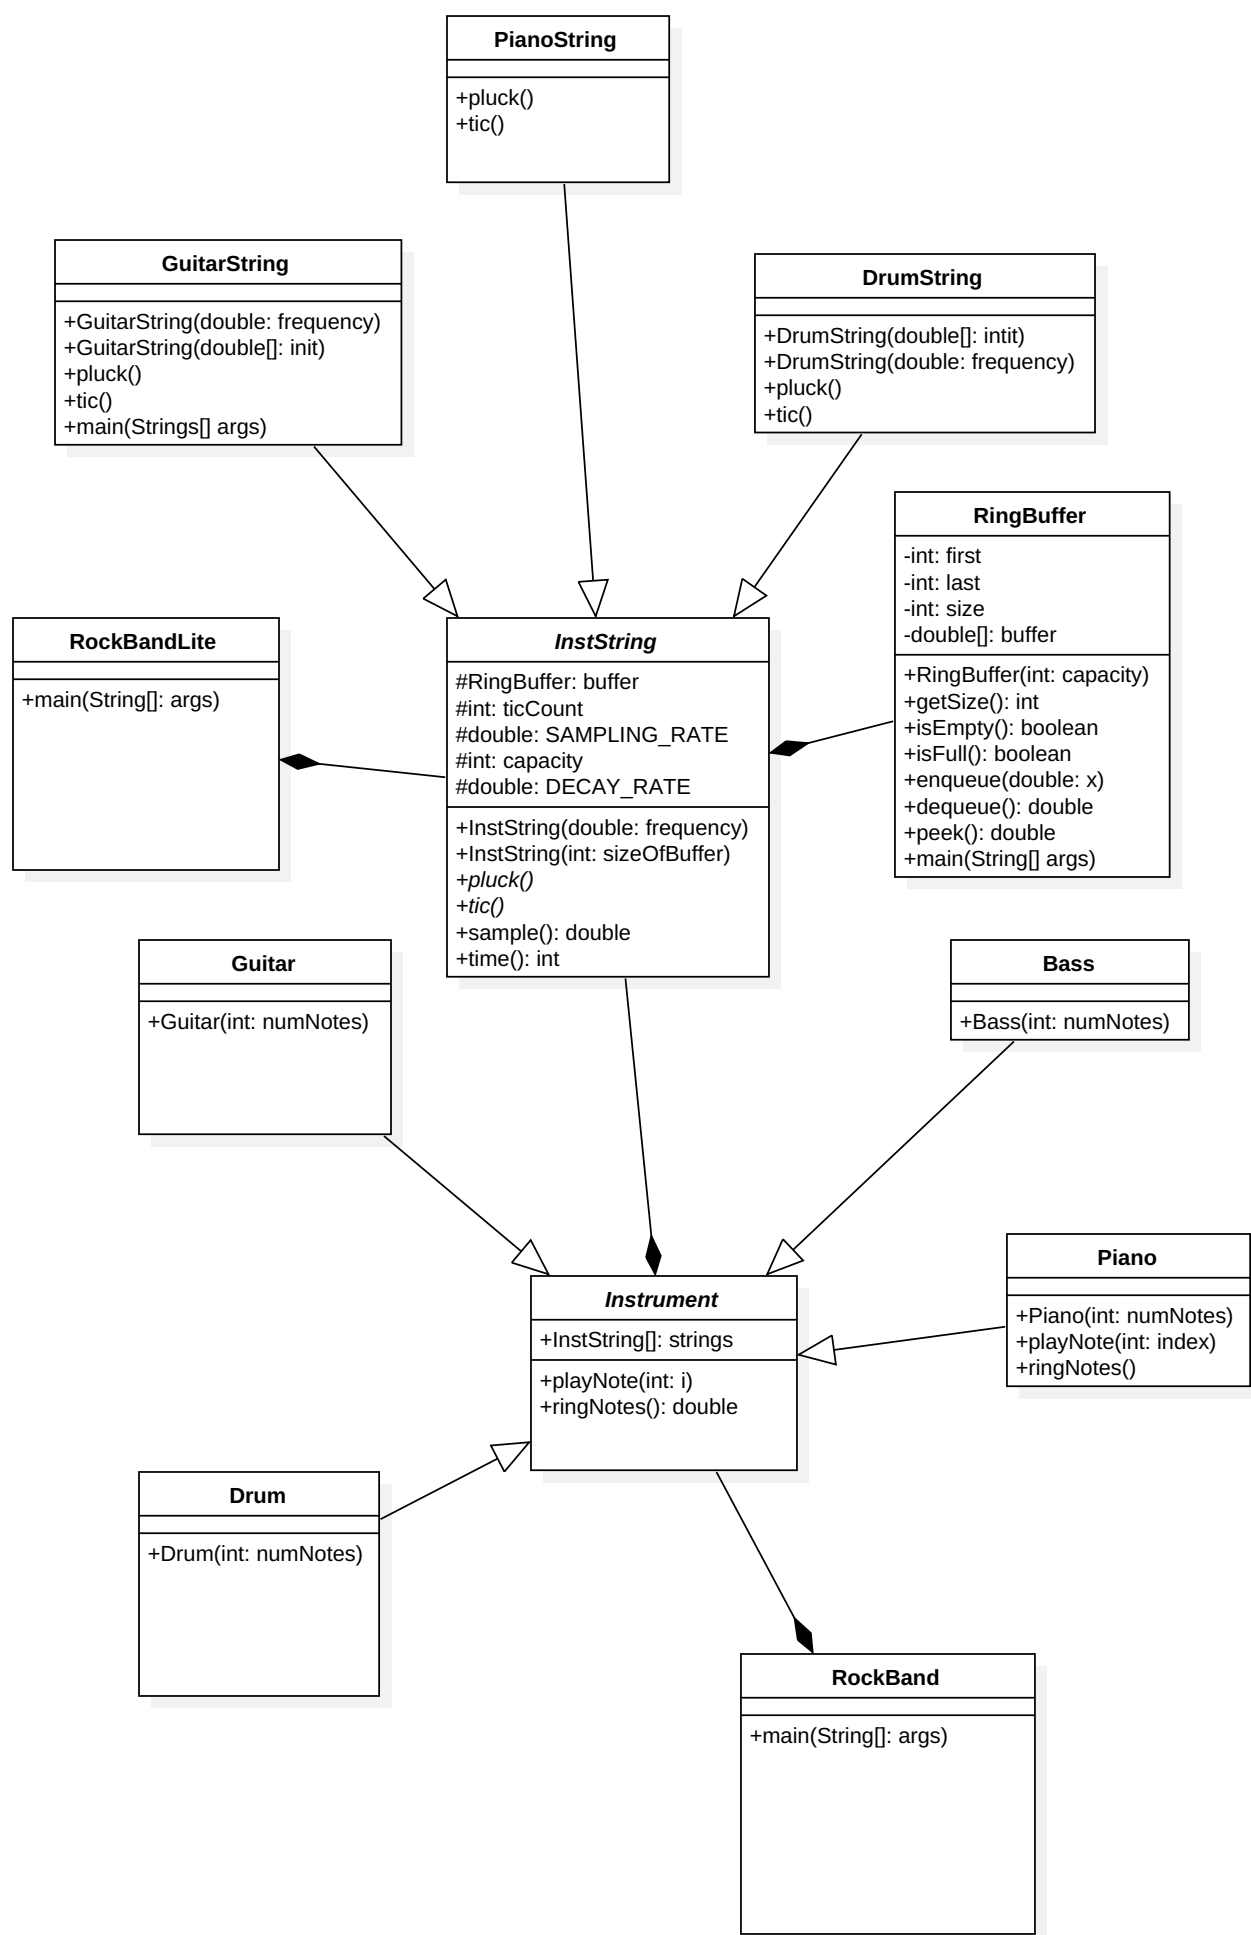 PianoString
+pluck()
+tic()
GuitarString
+GuitarString(double: frequency)
+GuitarString(double[]: init)
+pluck()
+tic()
+main(Strings[] args)
DrumString
+DrumString(double[]: intit)
+DrumString(double: frequency)
+pluck()
+tic()
RingBuffer
-int: first
-int: last
-int: size
-double[]: buffer
+RingBuffer(int: capacity)
+getSize(): int
+isEmpty(): boolean
+isFull(): boolean
+enqueue(double: x)
+dequeue(): double
+peek(): double
+main(String[] args)
RockBandLite
+main(String[]: args)
InstString
#RingBuffer: buffer
#int: ticCount
#double: SAMPLING_RATE
#int: capacity
#double: DECAY_RATE
+InstString(double: frequency)
+InstString(int: sizeOfBuffer)
+pluck()
+tic()
+sample(): double
+time(): int
Guitar
+Guitar(int: numNotes)
Bass
+Bass(int: numNotes)
Piano
+Piano(int: numNotes)
+playNote(int: index)
+ringNotes()
Instrument
+InstString[]: strings
+playNote(int: i)
+ringNotes(): double
Drum
+Drum(int: numNotes)
RockBand
+main(String[]: args)